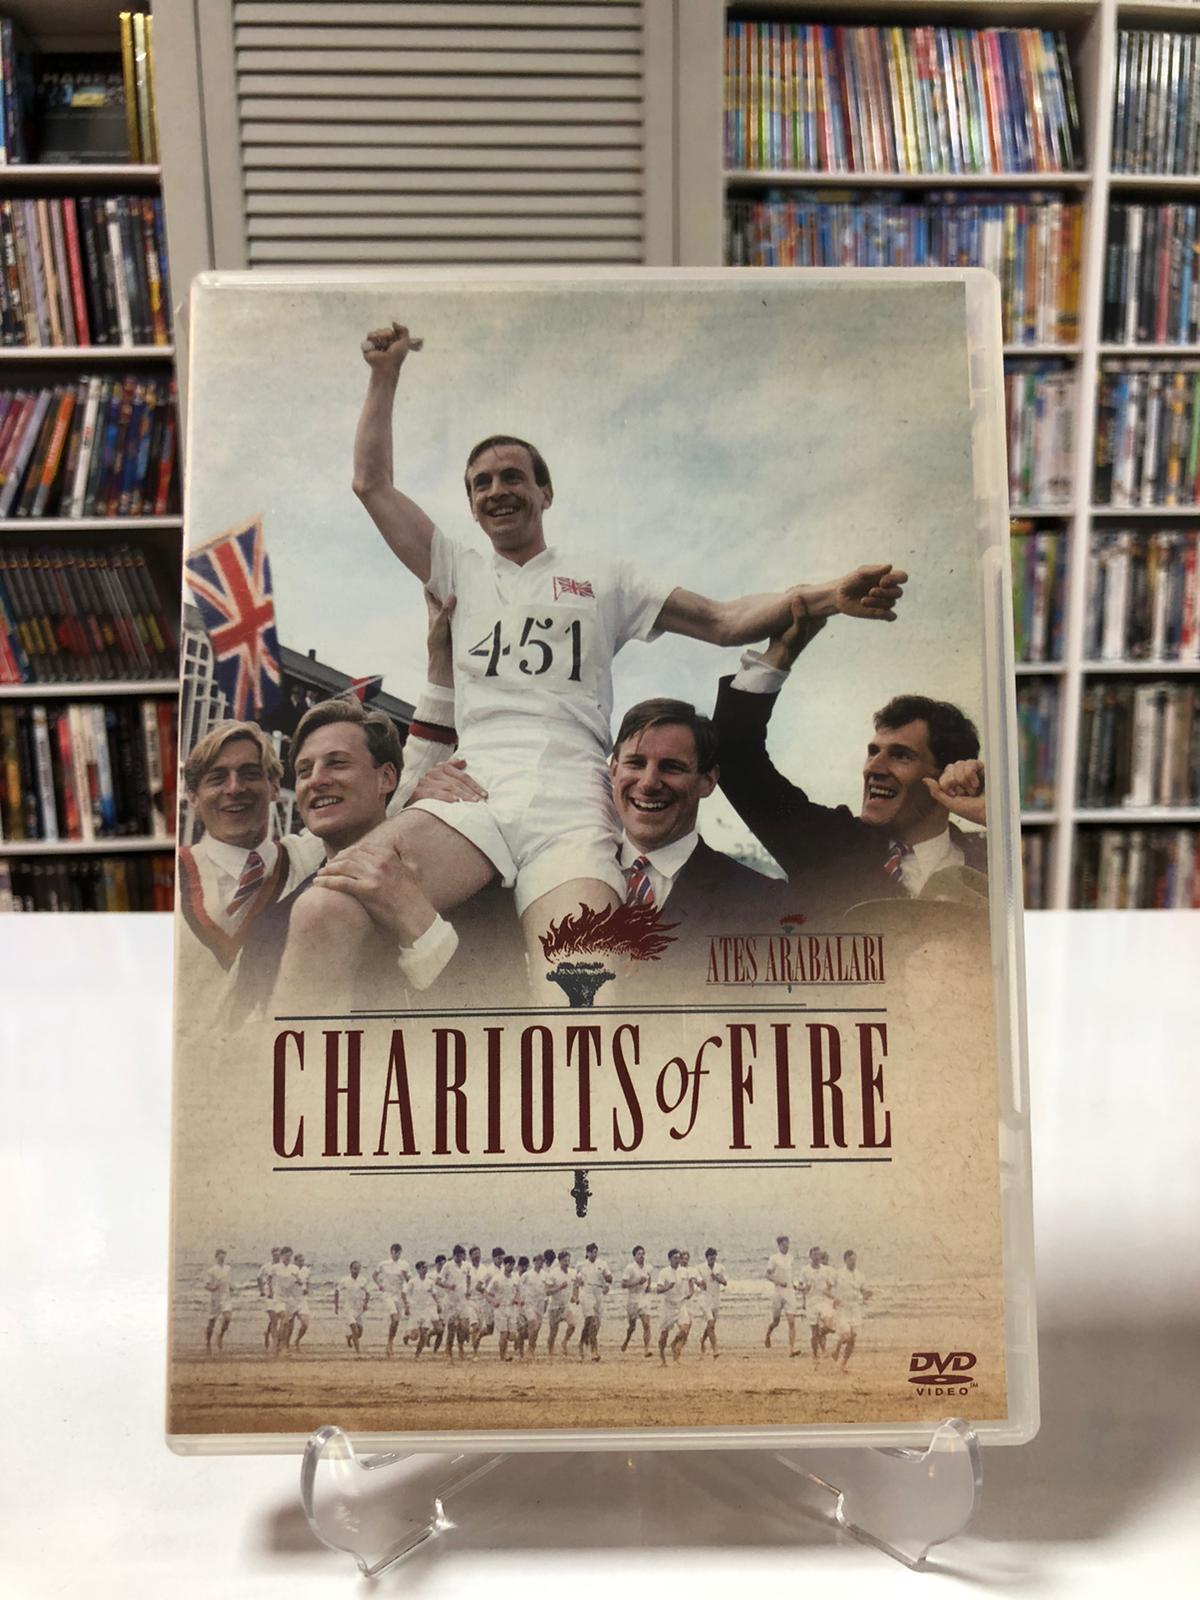 451
ATEŞ ARABALARI
CHARIOTS of FIRE
DVD
VIDEO